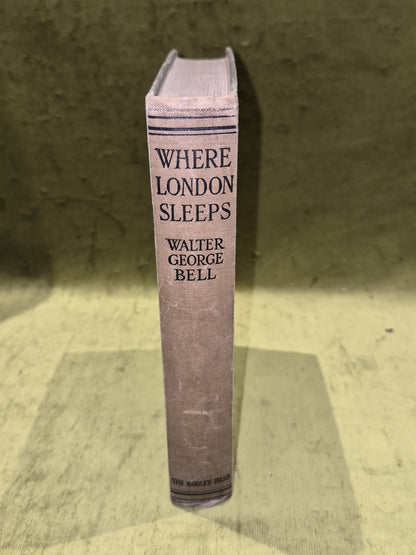 WHERE
LONDON
SLEEPS
WALTER
GEORGE
BELL
THE BODLEY HEAD